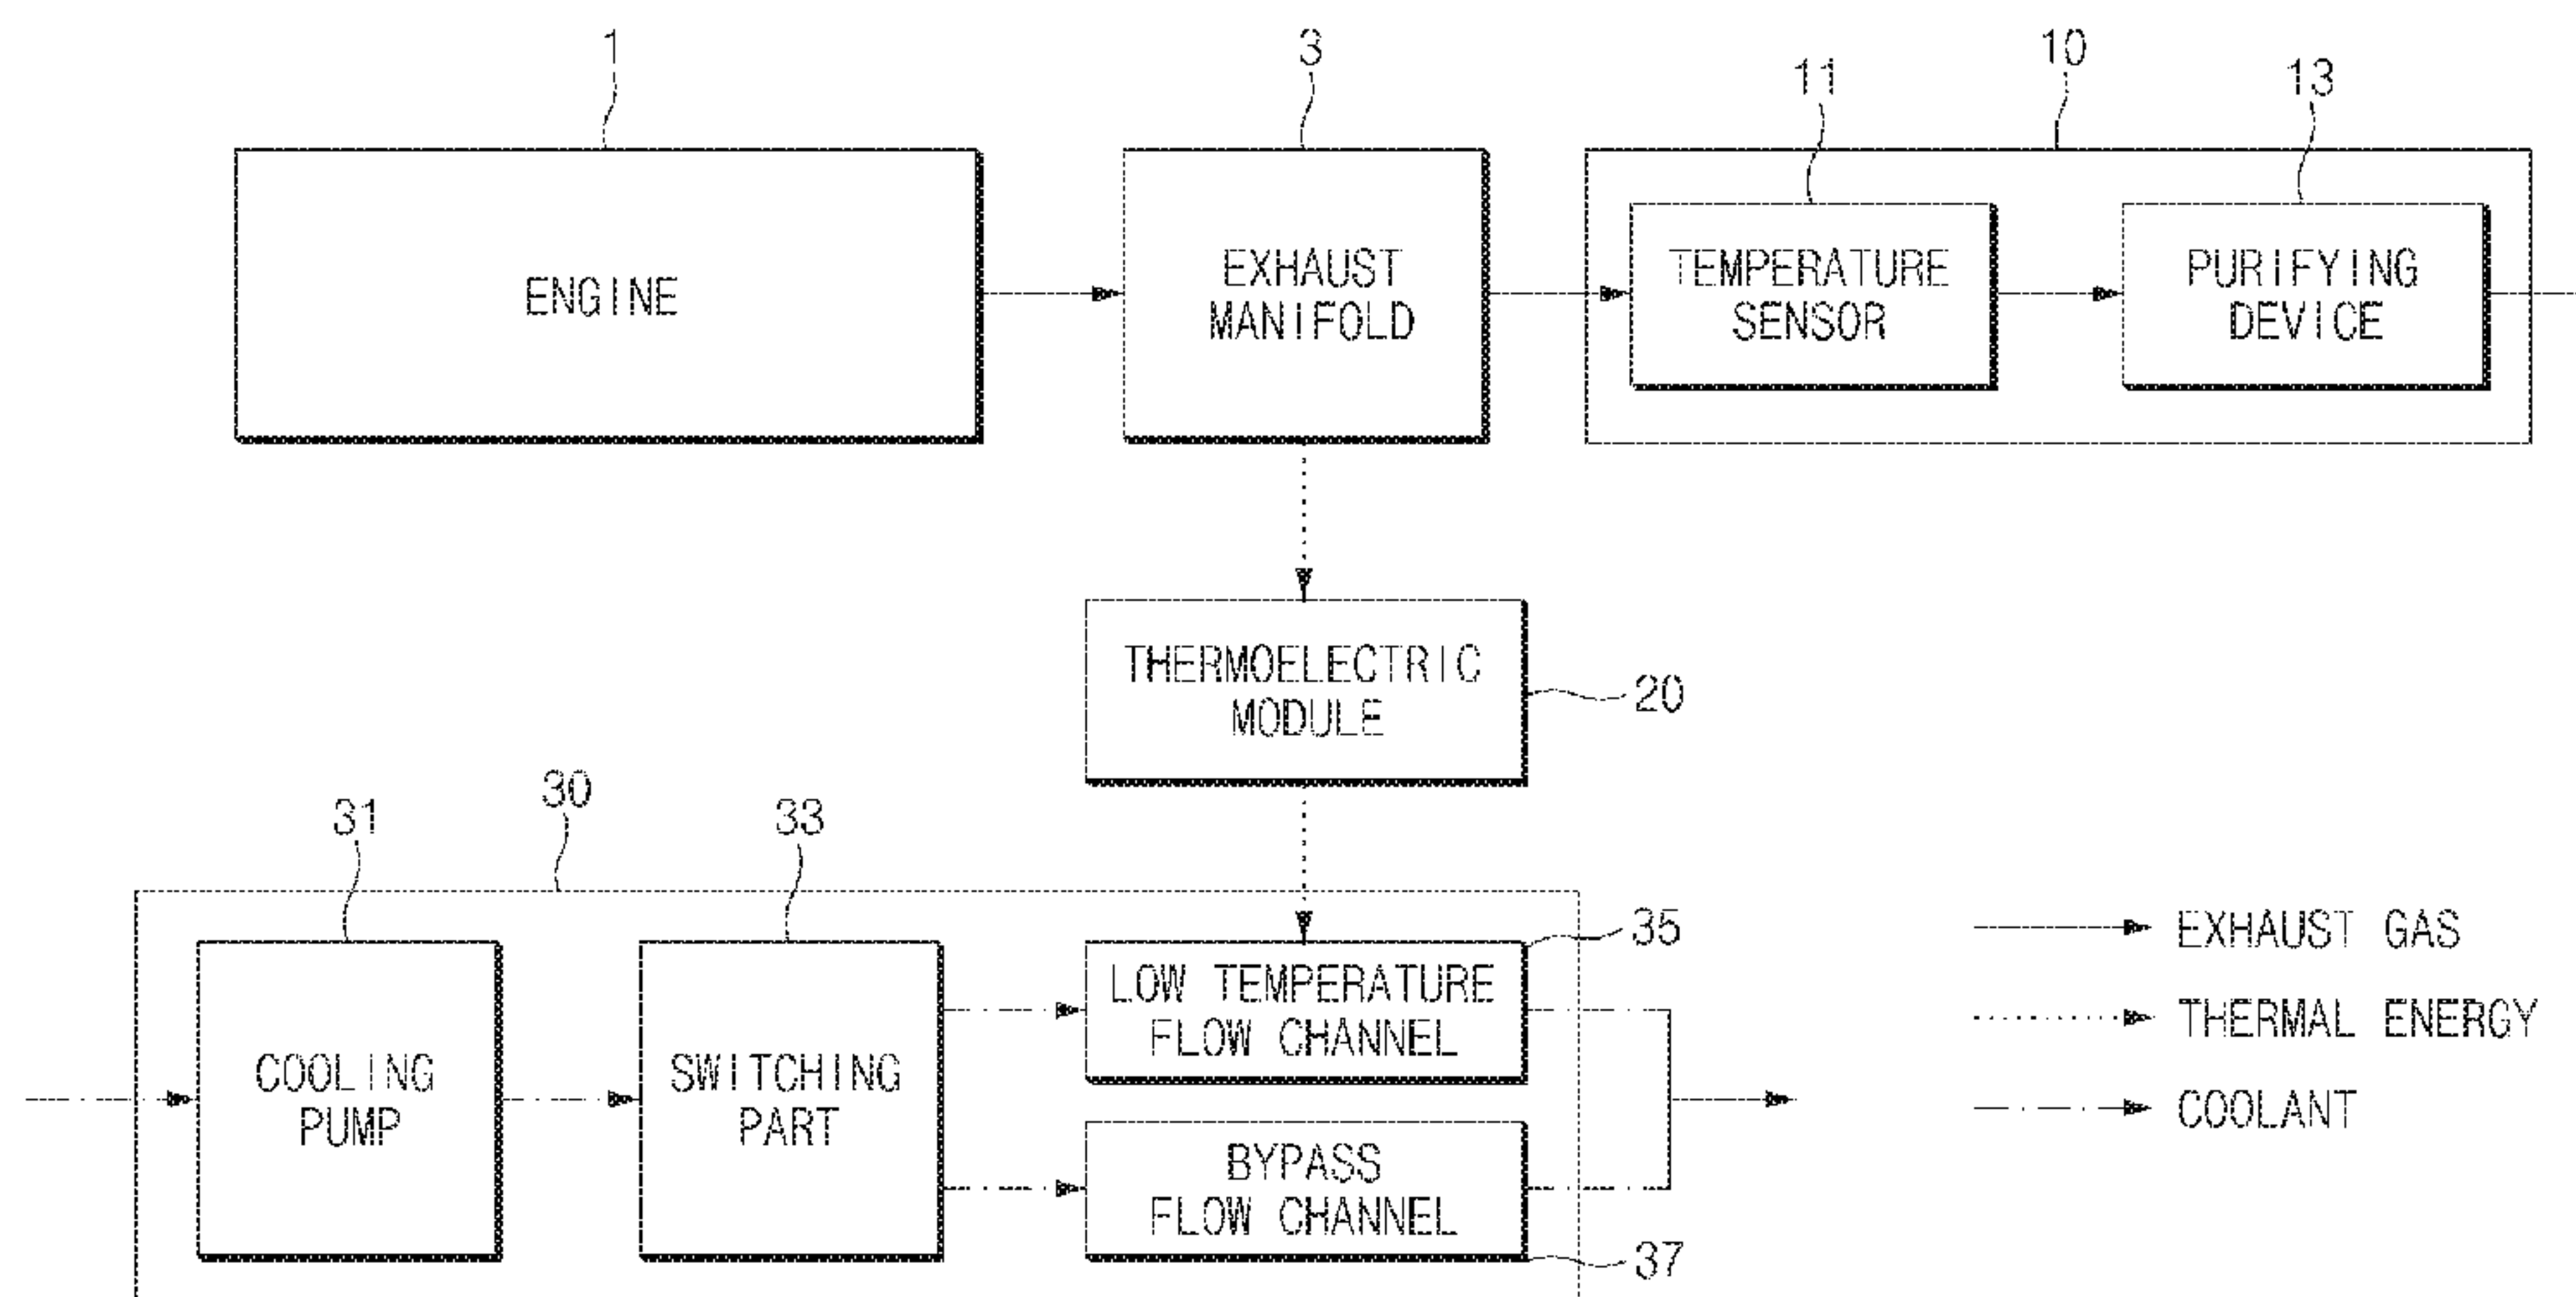 1
3
10
11
13
ENGINE
EXHAUST
MANIFOLD
TEMPERATURE
SENSOR
PURIFYING
DEVICE
THERMOELECTRIC
MODULE
20
30
31
33
35
LOW TEMPERATURE
FLOW CHANNEL
COOLING
PUMP
SWITCHING
PART
BYPASS
FLOW CHANNEL
37
EXHAUST GAS
THERMAL ENERGY
COOLANT